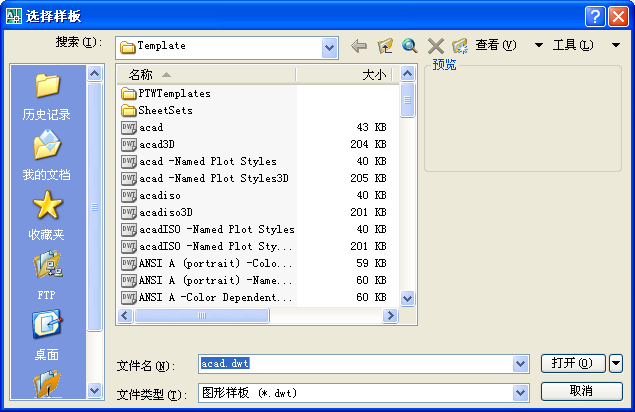 选择样板
搜索(I): Template 查看(V) 工具(L)
名称 大小 预览
PTWTemplates
SheetSets
acad 43 KB
acad3D 204 KB
acad -Named Plot Styles 40 KB
acad -Named Plot Styles3D 205 KB
acadiso 40 KB
acadiso3D 201 KB
acadISO -Named Plot Styles 40 KB
acadISO -Named Plot Sty... 201 KB
ANSI A (portrait) -Colo... 59 KB
ANSI A (portrait) -Name... 60 KB
ANSI A -Color Dependent... 60 KB
历史记录
我的文档
收藏夹
FTP
桌面
文件名(N): acad.dwt 打开(O)
文件类型(T): 图形样板 (*.dwt) 取消